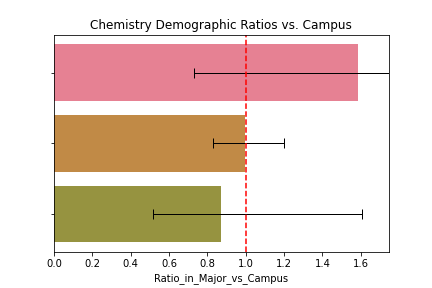 Chemistry Demographic Ratios vs. Campus
0.0 0.2 0.4 0.6 0.8 1.0 1.2 1.4 1.6
Ratio_in_Major_vs_Campus